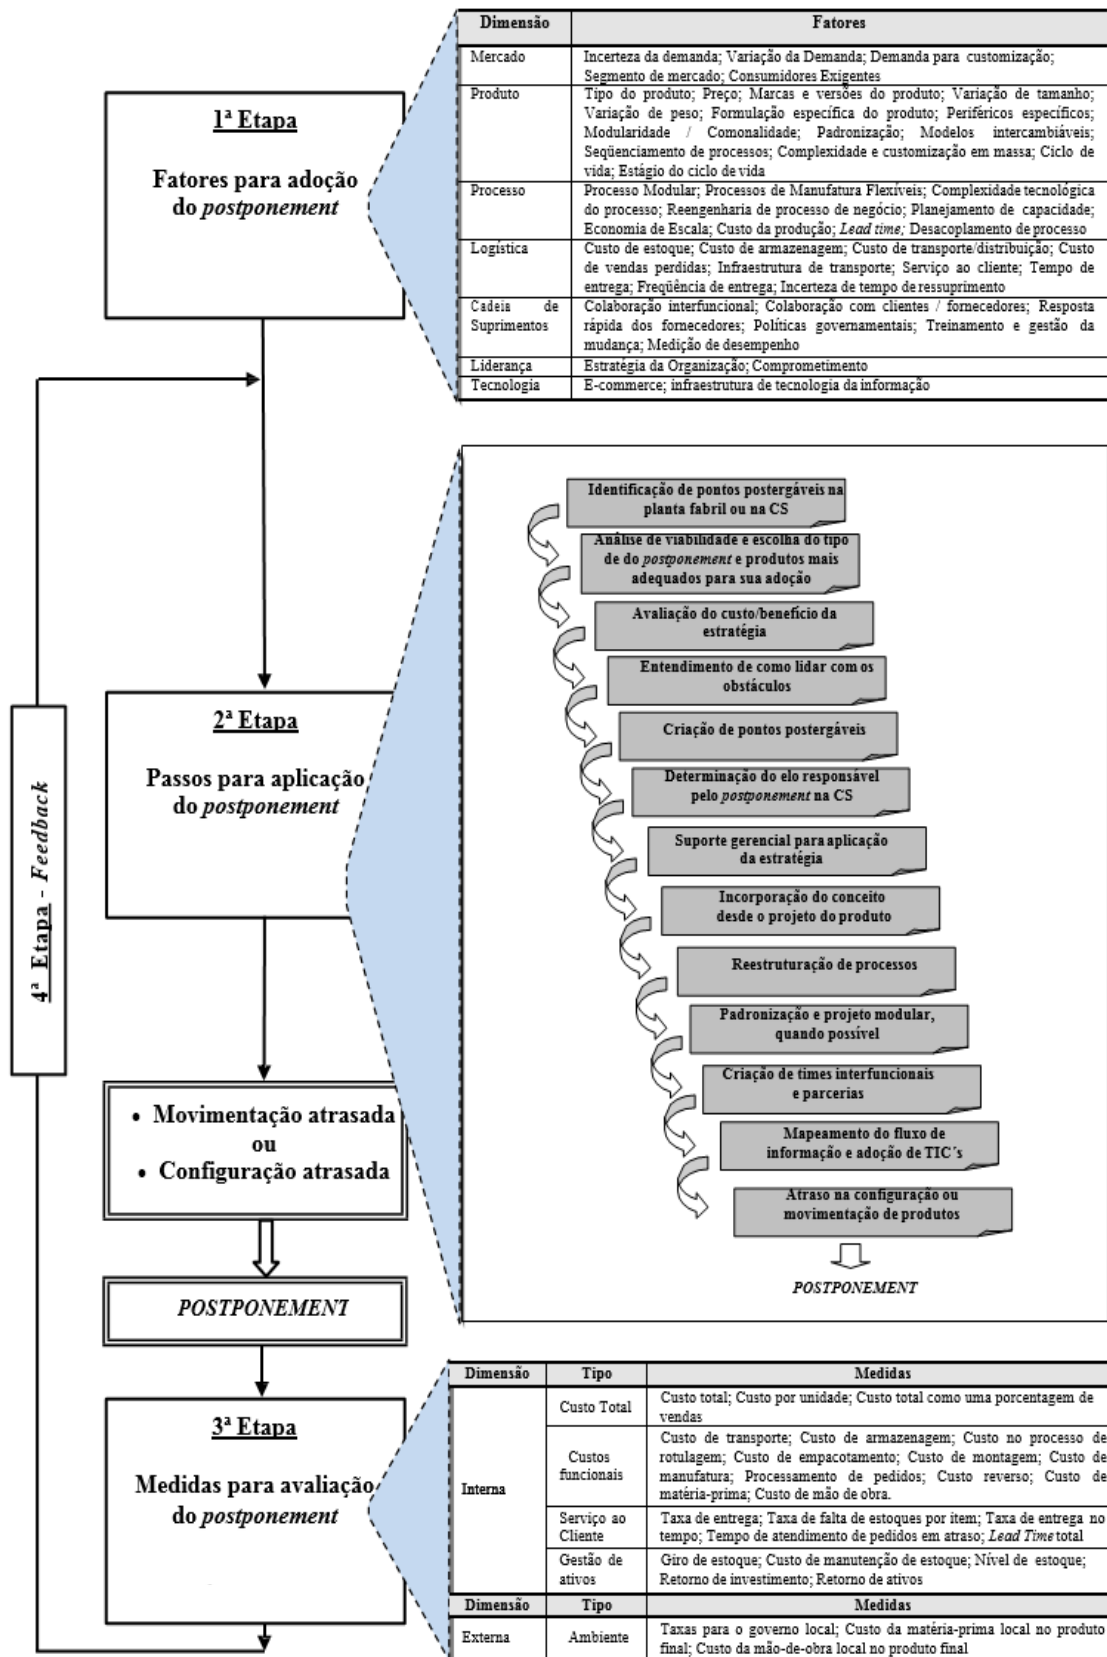 Dimensão Fatores
Mercado Incerteza da demanda; Variação da Demanda; Demanda para customização;
Segmento de mercado; Consumidores Exigentes
Produto Tipo do produto; Preço; Marcas e versões do produto; Variação de tamanho;
Variação de peso; Formulação específica do produto; Periféricos específicos;
Modularidade / Comonalidade; Padronização; Modelos intercambiáveis;
Seqüenciamento de processos; Complexidade e customização em massa; Ciclo de
vida; Estágio do ciclo de vida
Processo Processo Modular; Processos de Manufatura Flexíveis; Complexidade tecnológica
do processo; Reengenharia de processo de negócio; Planejamento de capacidade;
Economia de Escala; Custo da produção; Lead time; Desacoplamento de processo
Logística Custo de estoque; Custo de armazenagem; Custo de transporte/distribuição; Custo
de vendas perdidas; Infraestrutura de transporte; Serviço ao cliente; Tempo de
entrega; Freqüência de entrega; Incerteza de tempo de ressuprimento
Cadeia de Colaboração interfuncional; Colaboração com clientes / fornecedores; Resposta
Suprimentos rápida dos fornecedores; Políticas governamentais; Treinamento e gestão da
mudança; Medição de desempenho
Liderança Estratégia da Organização; Comprometimento
Tecnologia E-commerce; infraestrutura de tecnologia da informação
1ª Etapa
Fatores para adoção
do postponement
2ª Etapa
Passos para aplicação
do postponement
Identificação de pontos postergáveis na
planta fabril ou na CS
Análise de viabilidade e escolha do tipo
de do postponement e produtos mais
adequados para sua adoção
Avaliação do custo/benefício da
estratégia
Entendimento de como lidar com os
obstáculos
Criação de pontos postergáveis
Determinação do elo responsável
pelo postponement na CS
Suporte gerencial para aplicação
da estratégia
Incorporação do conceito
desde o projeto do produto
Reestruturação de processos
Padronização e projeto modular,
quando possível
Criação de times interfuncionais
e parcerias
Mapeamento do fluxo de
informação e adoção de TIC´s
Atraso na configuração ou
movimentação de produtos
POSTPONEMENT
4ª Etapa - Feedback
• Movimentação atrasada
ou
• Configuração atrasada
POSTPONEMENT
3ª Etapa
Medidas para avaliação
do postponement
Dimensão Tipo Medidas
Interna
Custo Total Custo total; Custo por unidade; Custo total como uma porcentagem de
vendas
Custos funcionais Custo de transporte; Custo de armazenagem; Custo no processo de
rotulagem; Custo de empacotamento; Custo de montagem; Custo de
manufatura; Processamento de pedidos; Custo reverso; Custo de
matéria-prima; Custo de mão de obra.
Serviço ao Taxa de entrega; Taxa de falta de estoques por item; Taxa de entrega no
Cliente tempo; Tempo de atendimento de pedidos em atraso; Lead Time total
Gestão de Giro de estoque; Custo de manutenção de estoque; Nível de estoque;
ativos Retorno de investimento; Retorno de ativos
Dimensão Tipo Medidas
Externa Ambiente Taxas para o governo local; Custo da matéria-prima local no produto
final; Custo da mão-de-obra local no produto final